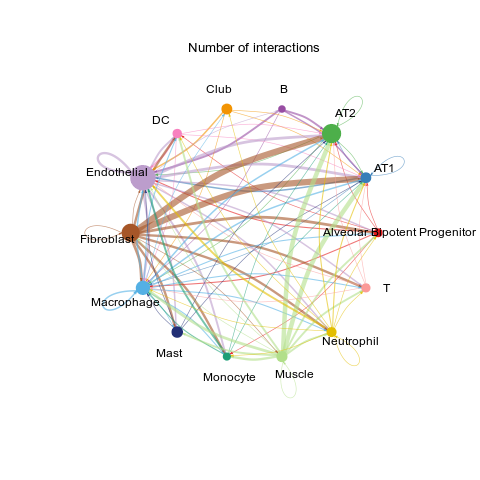 Number of interactions
Club
B
DC
AT2
Endothelial
AT1
Fibroblast
Alveolar Bipotent Progenitor
Macrophage
T
Mast
Neutrophil
Monocyte
Muscle